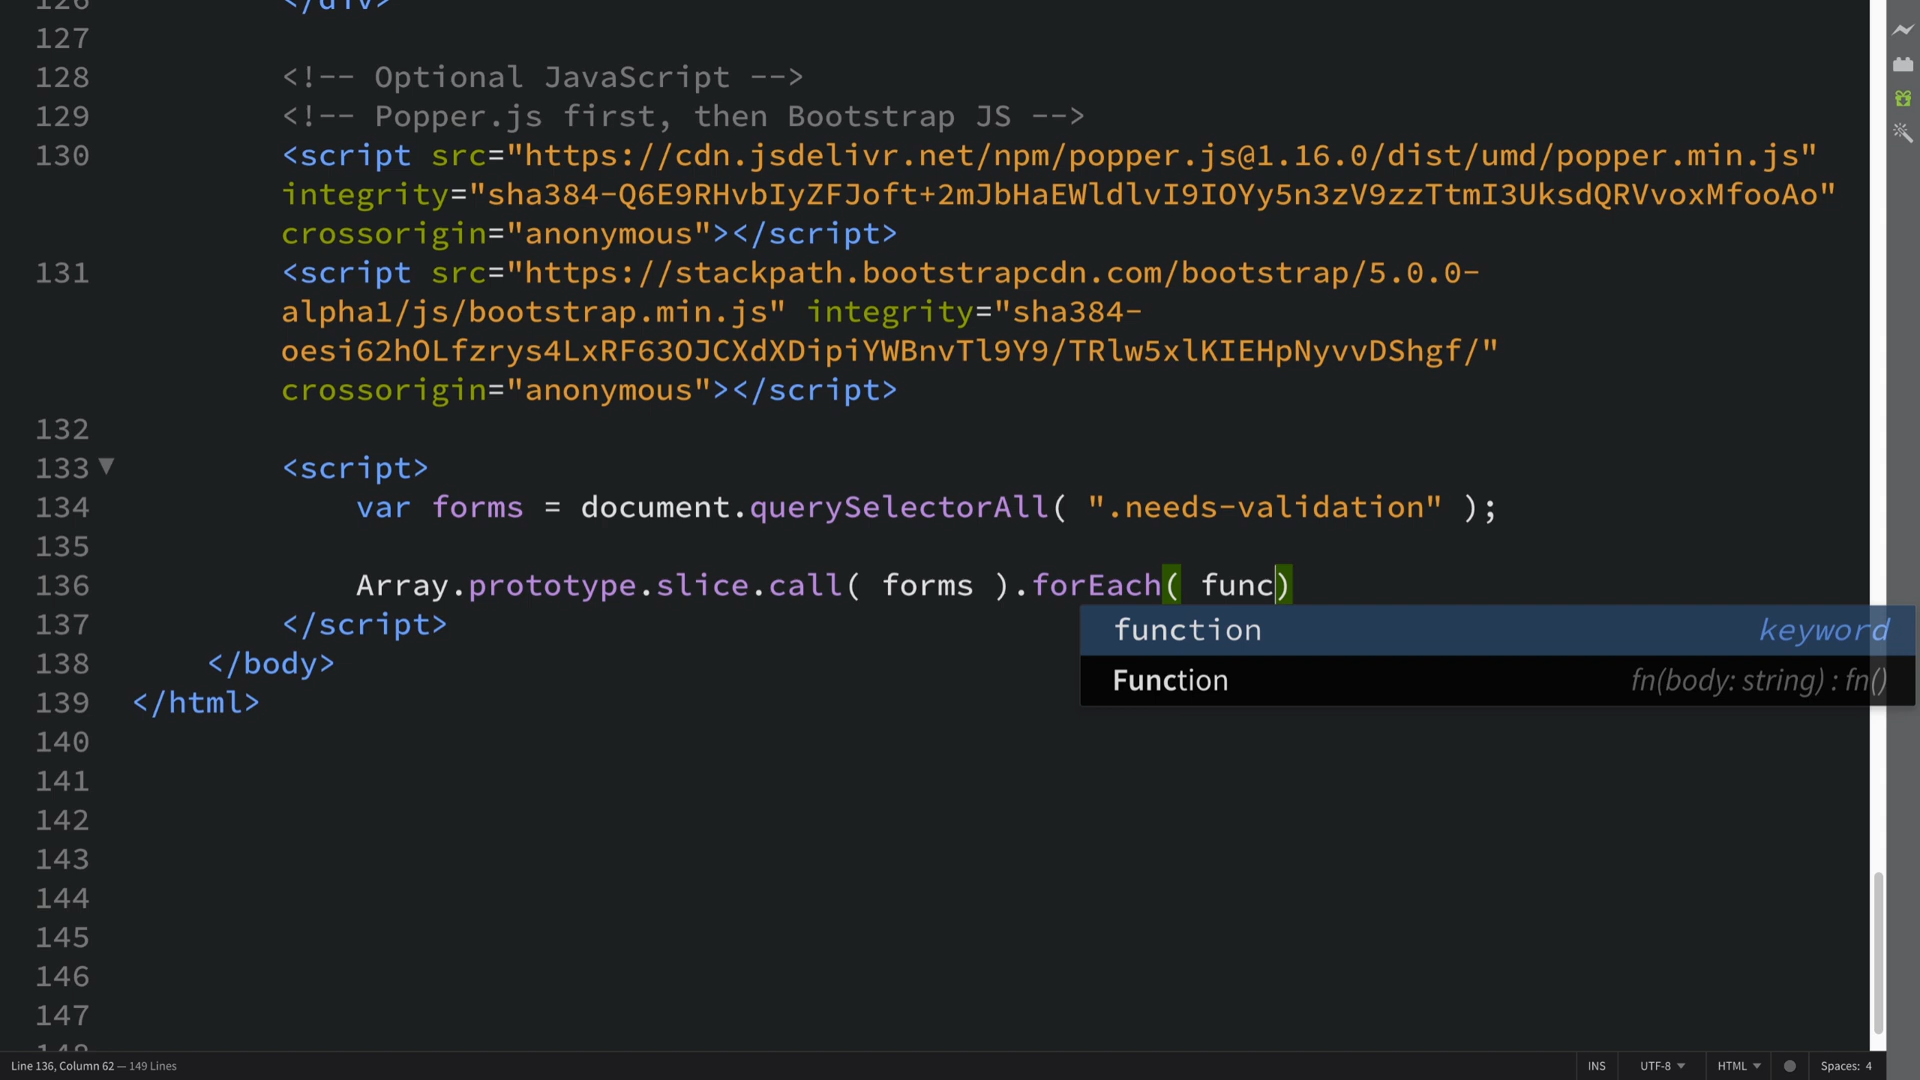 126 </div>
127
128 <!-- Optional JavaScript -->
129 <!-- Popper.js first, then Bootstrap JS -->
130 <script src="https://cdn.jsdelivr.net/npm/popper.js@1.16.0/dist/umd/popper.min.js"
integrity="sha384-Q6E9RHvbIyZFJoft+2mJbHaEWldlvI9IOYy5n3zV9zzTtmI3UksdQRVvoxMfooAo"
crossorigin="anonymous"></script>
131 <script src="https://stackpath.bootstrapcdn.com/bootstrap/5.0.0-
alpha1/js/bootstrap.min.js" integrity="sha384-
oesi62hOLfzrys4LxRF63OJCXdXDipiYWBnvTl9Y9/TRlw5xlKIEHpNyvvDShgf/"
crossorigin="anonymous"></script>
132
133 <script>
134 var forms = document.querySelectorAll( ".needs-validation" );
135
136 Array.prototype.slice.call( forms ).forEach( func)
function keyword
Function fn(body: string) : fn()
137 </script>
138 </body>
139 </html>
140
141
142
143
144
145
146
147
148
Line 136, Column 62 — 149 Lines INS UTF-8 HTML Spaces: 4